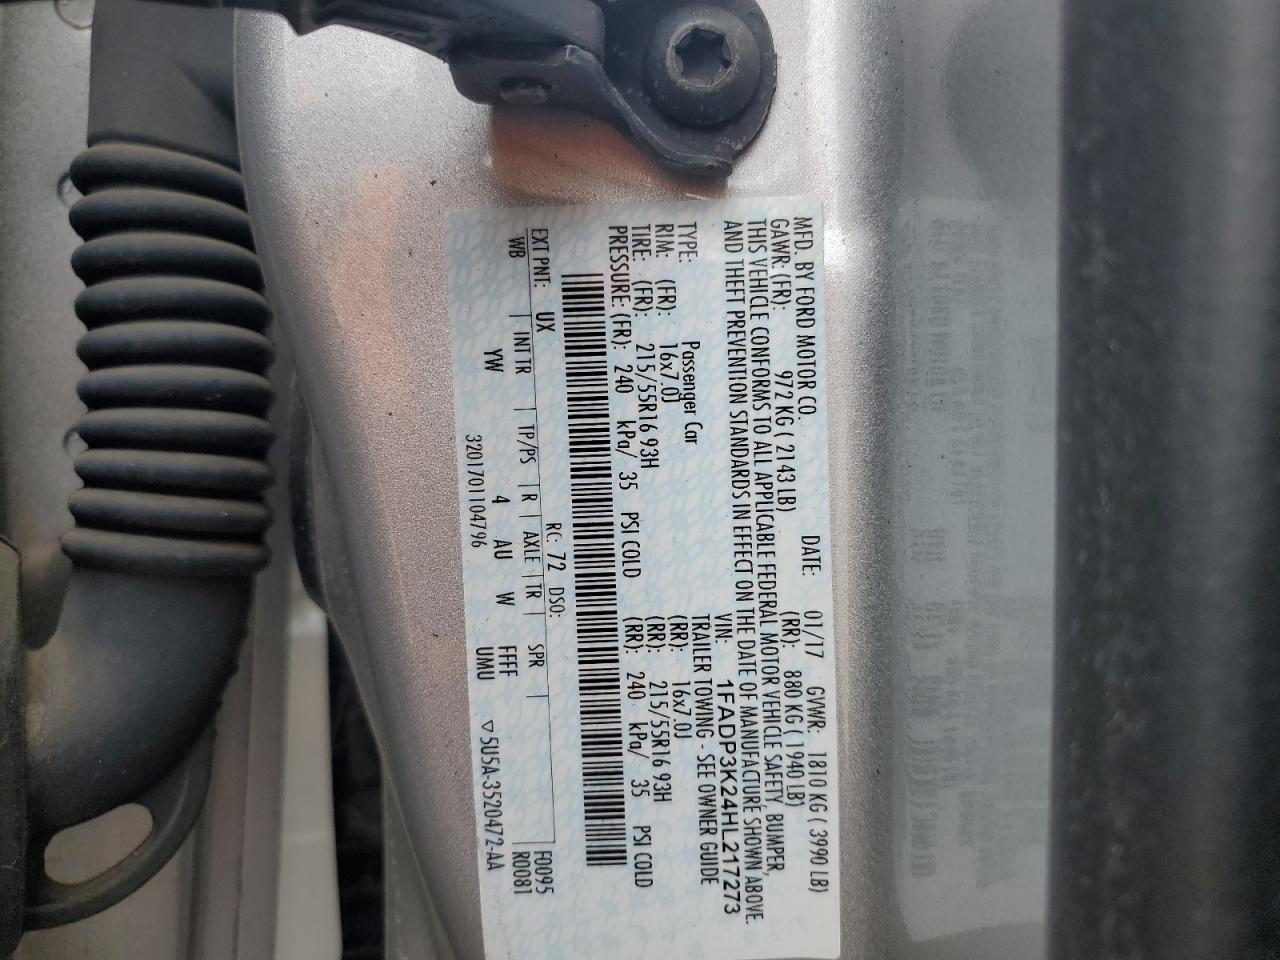 MFD. BY FORD MOTOR CO.
DATE: 01/17 GVWR: 1810 KG ( 3990 LB)
GAWR: (FR): 972 KG ( 2143 LB) (RR): 880 KG ( 1940 LB)
THIS VEHICLE CONFORMS TO ALL APPLICABLE FEDERAL MOTOR VEHICLE SAFETY, BUMPER,
AND THEFT PREVENTION STANDARDS IN EFFECT ON THE DATE OF MANUFACTURE SHOWN ABOVE.
VIN: 1FADP3K24HL217273
TYPE: Passenger Car TRAILER TOWING - SEE OWNER GUIDE
RIM: (FR): 16x7.0J (RR): 16x7.0J
TIRE: (FR): 215/55R16 93H (RR): 215/55R16 93H
PRESSURE: (FR): 240 kPa/ 35 PSI COLD (RR): 240 kPa/ 35 PSI COLD
EXT PNT: UX RC: 72 DSO: F0095
WB INT TR TP/PS R AXLE TR SPR R0081
YW 4 AU W FFFF
3201701104796 UMU 5U5A-3520472-AA